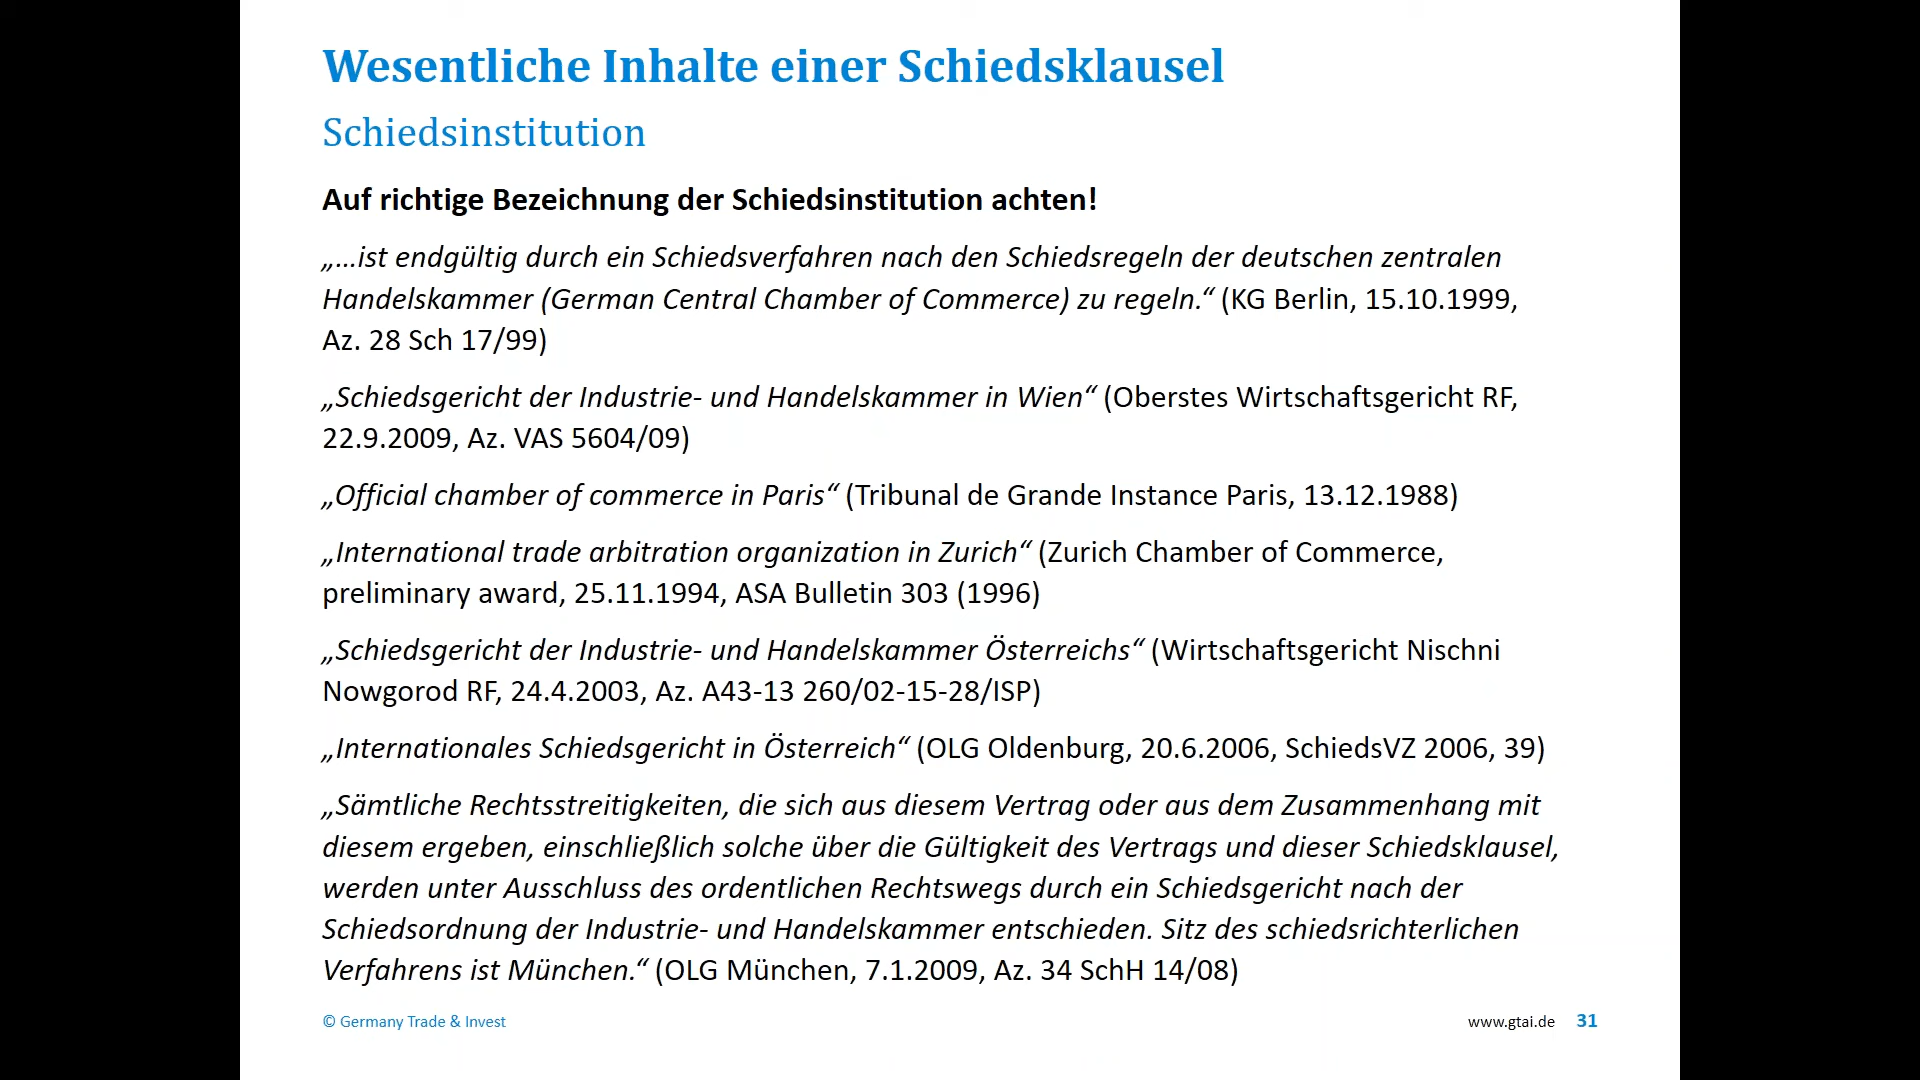 Wesentliche Inhalte einer Schiedsklausel
Schiedsinstitution
Auf richtige Bezeichnung der Schiedsinstitution achten!
„...ist endgültig durch ein Schiedsverfahren nach den Schiedsregeln der deutschen zentralen
Handelskammer (German Central Chamber of Commerce) zu regeln.“ (KG Berlin, 15.10.1999,
Az. 28 Sch 17/99)
„Schiedsgericht der Industrie- und Handelskammer in Wien“ (Oberstes Wirtschaftsgericht RF,
22.9.2009, Az. VAS 5604/09)
„Official chamber of commerce in Paris“ (Tribunal de Grande Instance Paris, 13.12.1988)
„International trade arbitration organization in Zurich“ (Zurich Chamber of Commerce,
preliminary award, 25.11.1994, ASA Bulletin 303 (1996)
„Schiedsgericht der Industrie- und Handelskammer Österreichs“ (Wirtschaftsgericht Nischni
Nowgorod RF, 24.4.2003, Az. A43-13 260/02-15-28/ISP)
„Internationales Schiedsgericht in Österreich“ (OLG Oldenburg, 20.6.2006, SchiedsVZ 2006, 39)
„Sämtliche Rechtsstreitigkeiten, die sich aus diesem Vertrag oder aus dem Zusammenhang mit
diesem ergeben, einschließlich solche über die Gültigkeit des Vertrags und dieser Schiedsklausel,
werden unter Ausschluss des ordentlichen Rechtswegs durch ein Schiedsgericht nach der
Schiedsordnung der Industrie- und Handelskammer entschieden. Sitz des schiedsrichterlichen
Verfahrens ist München.“ (OLG München, 7.1.2009, Az. 34 SchH 14/08)
© Germany Trade & Invest
www.gtai.de 31